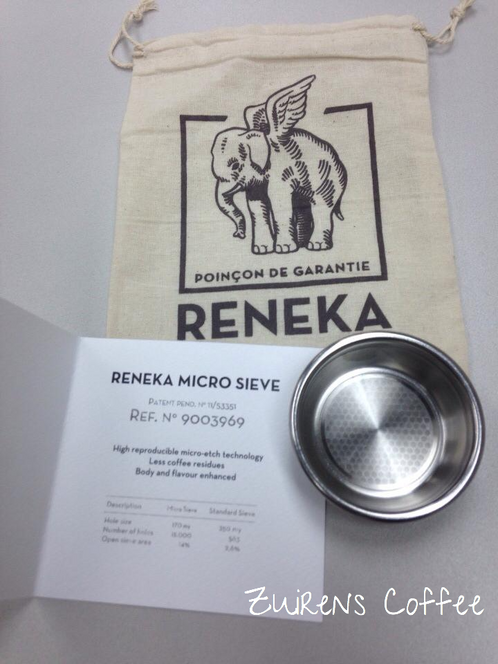 POINÇON DE GARANTIE
RENEKA
RENEKA MICRO SIEVE
PATENT PEND. Nº 11/53351
REF. Nº 9003969
High reproducible micro-etch technology
Less coffee residues
Body and flavour enhanced
Description Micro Sieve Standard Sieve
Hole size
Number of holes
Open sieve area
Zuirens Coffee